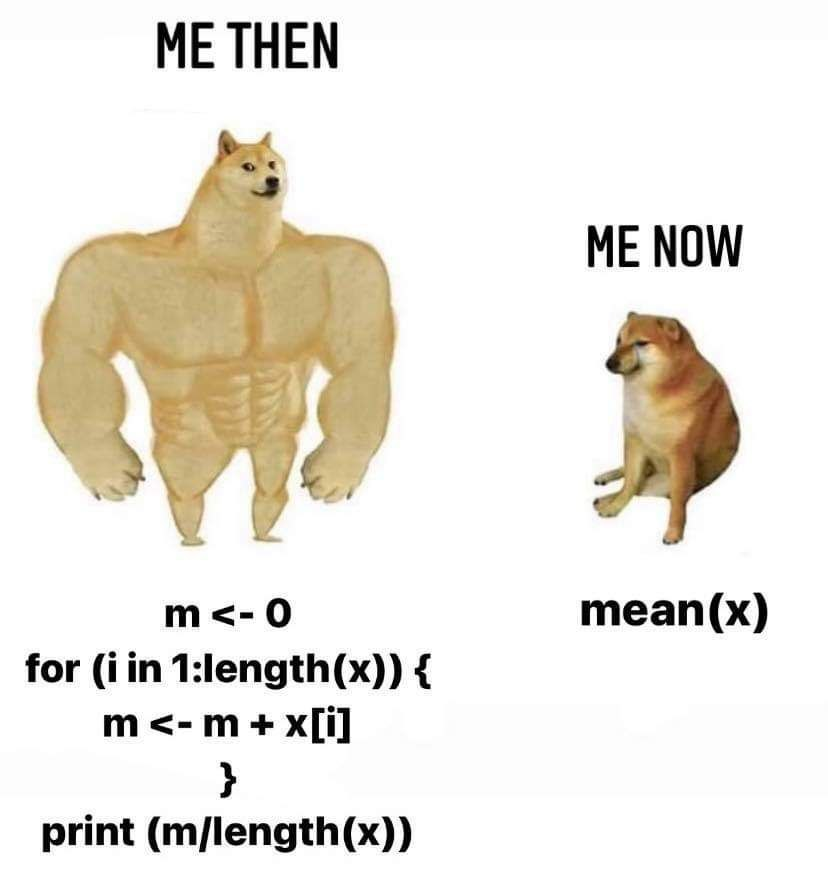 ME THEN
m <- 0
for (i in 1:length(x)) {
m <- m + x[i]
}
print (m/length(x))
ME NOW
mean(x)